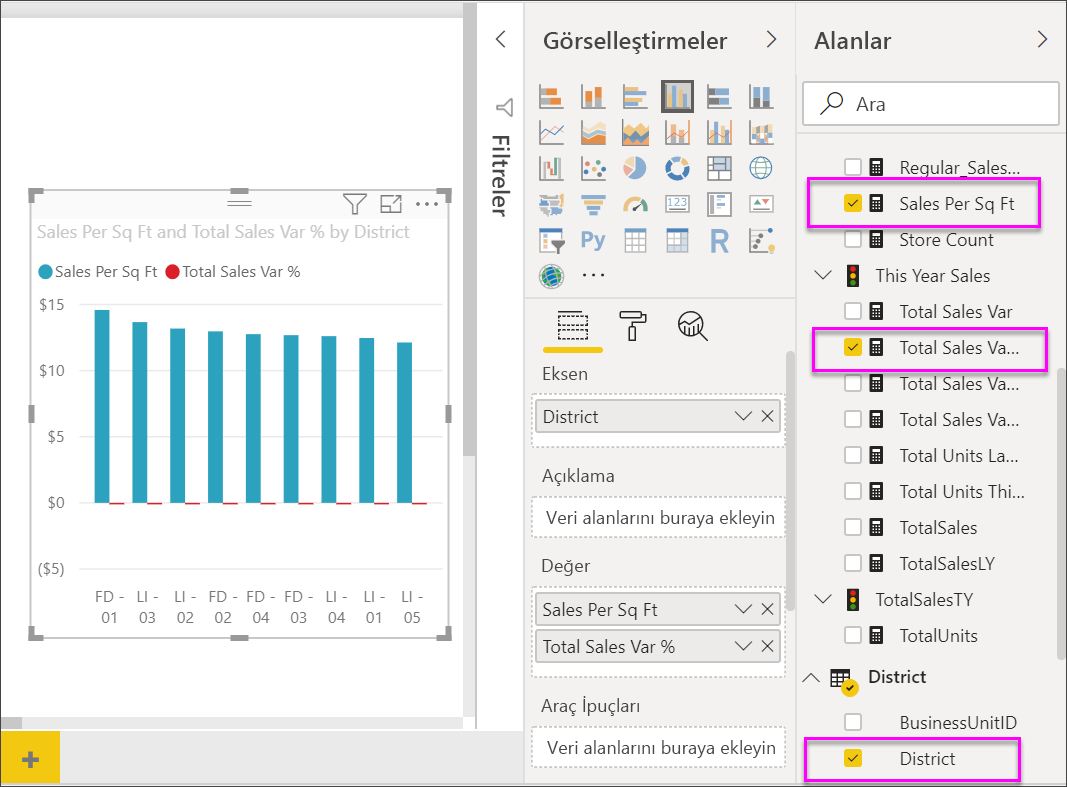 Sales Per Sq Ft and Total Sales Var % by District
Sales Per Sq Ft Total Sales Var %
$15
$10
$5
$0
($5)
FD - 01
LI - 03
LI - 02
FD - 02
FD - 04
FD - 03
LI - 04
LI - 01
LI - 05
Filtreler
Görselleştirmeler
123
Py
R
Eksen
District
Açıklama
Veri alanlarını buraya ekleyin
Değer
Sales Per Sq Ft
Total Sales Var %
Araç İpuçları
Veri alanlarını buraya ekleyin
Alanlar
Ara
Regular_Sales...
Sales Per Sq Ft
Store Count
This Year Sales
Total Sales Var
Total Sales Va...
Total Sales Va...
Total Sales Va...
Total Units La...
Total Units Thi...
TotalSales
TotalSalesLY
TotalSalesTY
TotalUnits
District
BusinessUnitID
District